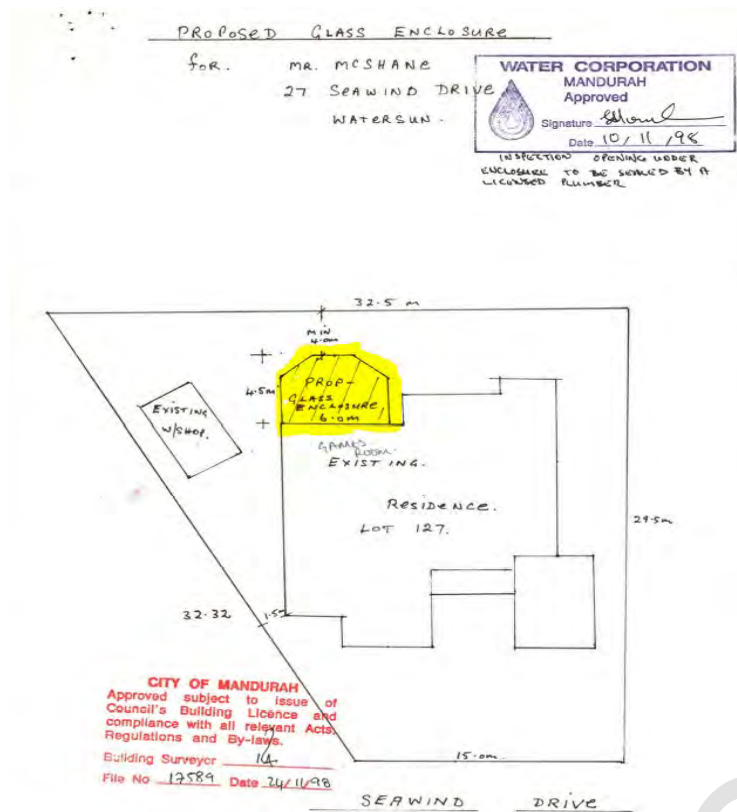 PROPOSED GLASS ENCLOSURE
for. MR. MCSHANE
27 SEAWIND DRIVE
WATERSUN.
WATER CORPORATION
MANDURAH
Approved
Signature
Date 10/11/98
INSPECTION OPENING UNDER
ENCLOSURE TO BE SEALED BY A
LICENSED PLUMBER
32.5 m
MIN
4.0m
4.5m
PROP-
GLASS
ENCLOSURE
6.0m
EXISTING
W/SHOP.
GAMES
ROOM.
EXISTING.
RESIDENCE.
LOT 127.
29.5m
32.32
1.5
CITY OF MANDURAH
Approved subject to issue of
Council's Building Licence and
compliance with all relevant Acts,
Regulations and By-laws.
Building Surveyor
File No 17589 Date 24/11/98
15.0m
SEAWIND DRIVE